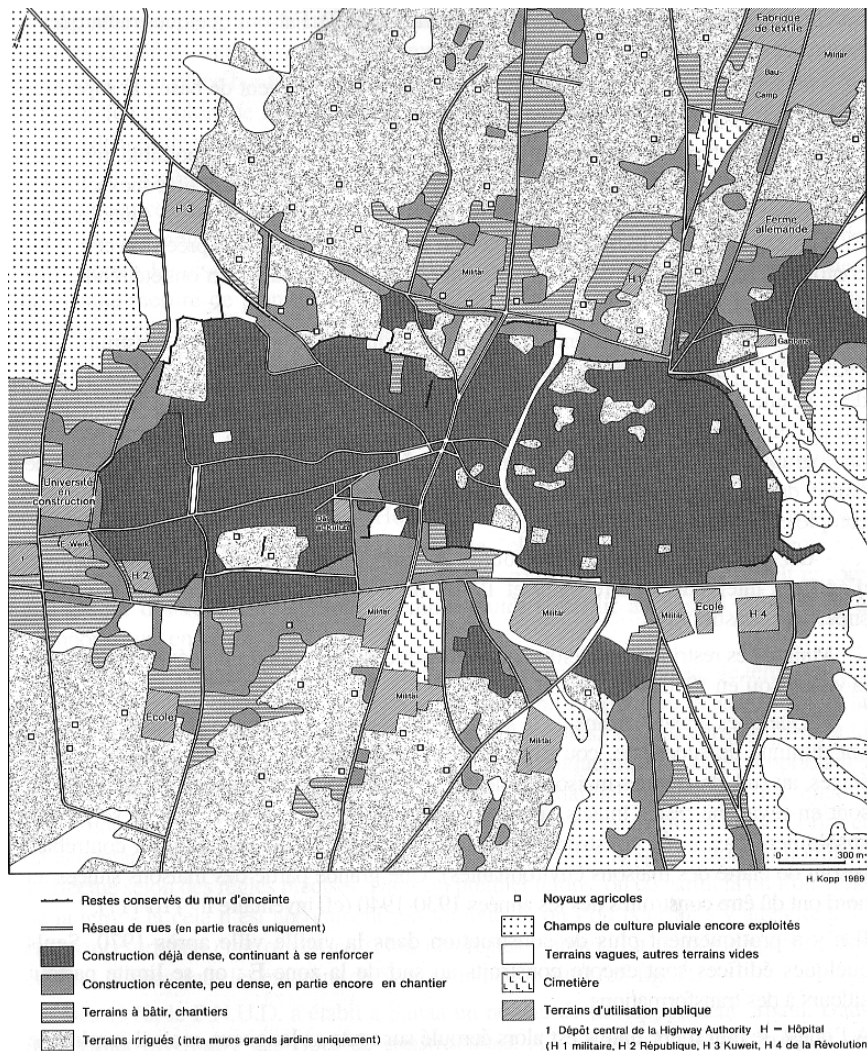 Fabrique
de textile
Militär
Bau
Camp
H 3
Ferme
allemande
Militär
H 1
Université
en
construction
E-Werk
1
H 2
Dār
Militär
Militär
Militär
Ecole
H 4
Ecole
Militär
Militär
0 300 m
H. Kopp 1989
Restes conservés du mur d'enceinte
Réseau de rues (en partie tracés uniquement)
Construction déjà dense, continuant à se renforcer
Construction récente, peu dense, en partie encore en chantier
Terrains à bâtir, chantiers
Terrains irrigués (intra muros grands jardins uniquement)
Noyaux agricoles
Champs de culture pluviale encore exploités
Terrains vagues, autres terrains vides
Cimetière
Terrains d'utilisation publique
1 Dépôt central de la Highway Authority H = Hôpital
(H 1 militaire, H 2 République, H 3 Kuweit, H 4 de la Révolution